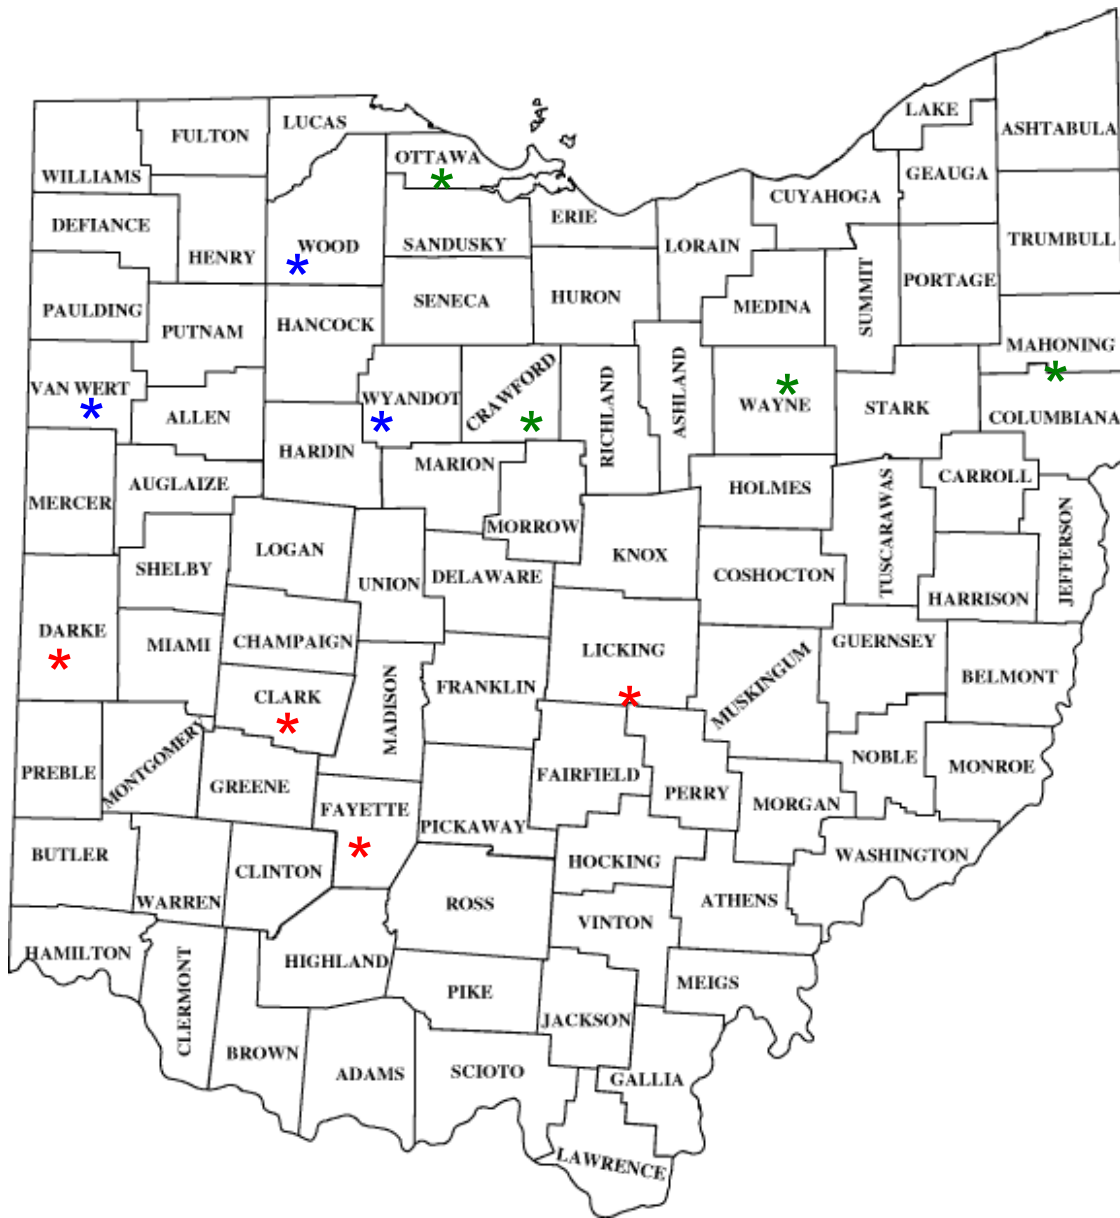 LAKE
ASHTABULA
LUCAS
FULTON
OTTAWA
GEAUGA
WILLIAMS
CUYAHOGA
DEFIANCE
ERIE
TRUMBULL
WOOD
SANDUSKY
LORAIN
HENRY
PORTAGE
SENECA
HURON
PAULDING
MEDINA
SUMMIT
HANCOCK
PUTNAM
MAHONING
VAN WERT
WYANDOT
CRAWFORD
RICHLAND
ASHLAND
WAYNE
STARK
COLUMBIANA
ALLEN
HARDIN
MARION
CARROLL
AUGLAIZE
HOLMES
MERCER
TUSCARAWAS
MORROW
JEFFERSON
LOGAN
KNOX
SHELBY
UNION
DELAWARE
COSHOCTON
HARRISON
DARKE
MIAMI
CHAMPAIGN
LICKING
GUERNSEY
BELMONT
MUSKINGUM
CLARK
MADISON
FRANKLIN
NOBLE
MONROE
PREBLE
MONTGOMERY
GREENE
FAIRFIELD
PERRY
MORGAN
FAYETTE
PICKAWAY
BUTLER
HOCKING
WASHINGTON
CLINTON
WARREN
ROSS
ATHENS
VINTON
HAMILTON
HIGHLAND
MEIGS
CLERMONT
PIKE
JACKSON
BROWN
ADAMS
SCIOTO
GALLIA
LAWRENCE